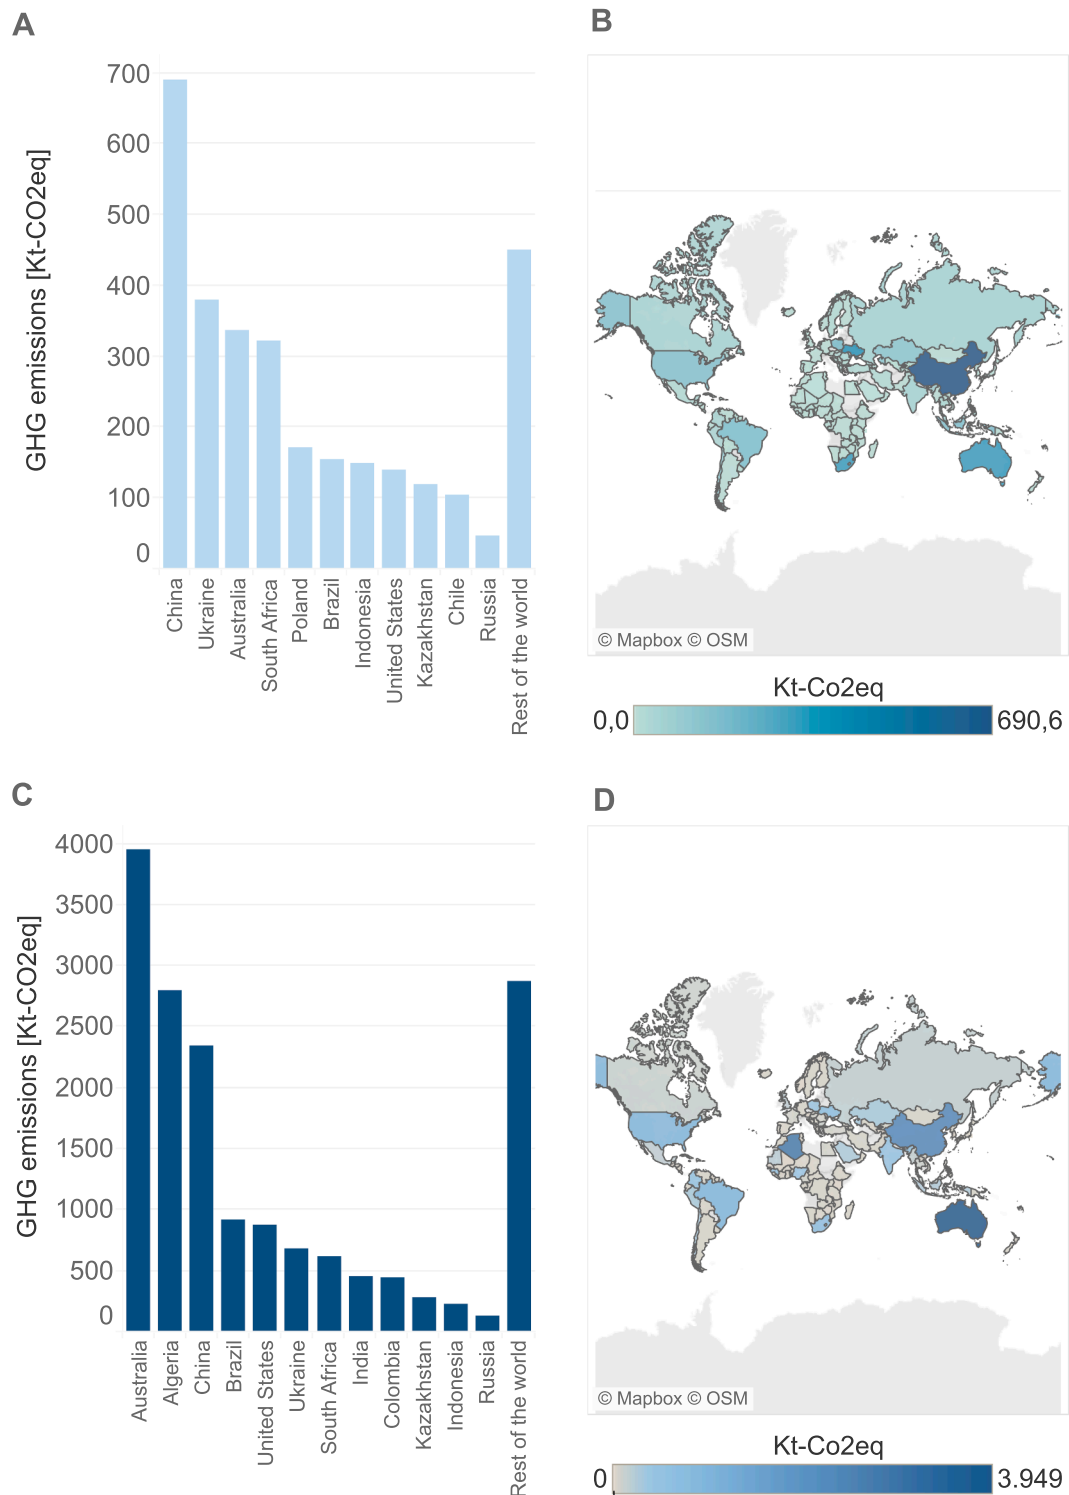 A
GHG emissions [Kt-CO2eq]
700
600
500
400
300
200
100
0
China
Ukraine
Australia
South Africa
Poland
Brazil
Indonesia
United States
Kazakhstan
Chile
Russia
Rest of the world
B
© Mapbox © OSM
Kt-Co2eq
0,0
690,6
C
GHG emissions [Kt-CO2eq]
4000
3500
3000
2500
2000
1500
1000
500
0
Australia
Algeria
China
Brazil
United States
Ukraine
South Africa
India
Colombia
Kazakhstan
Indonesia
Russia
Rest of the world
D
© Mapbox © OSM
Kt-Co2eq
0
3.949